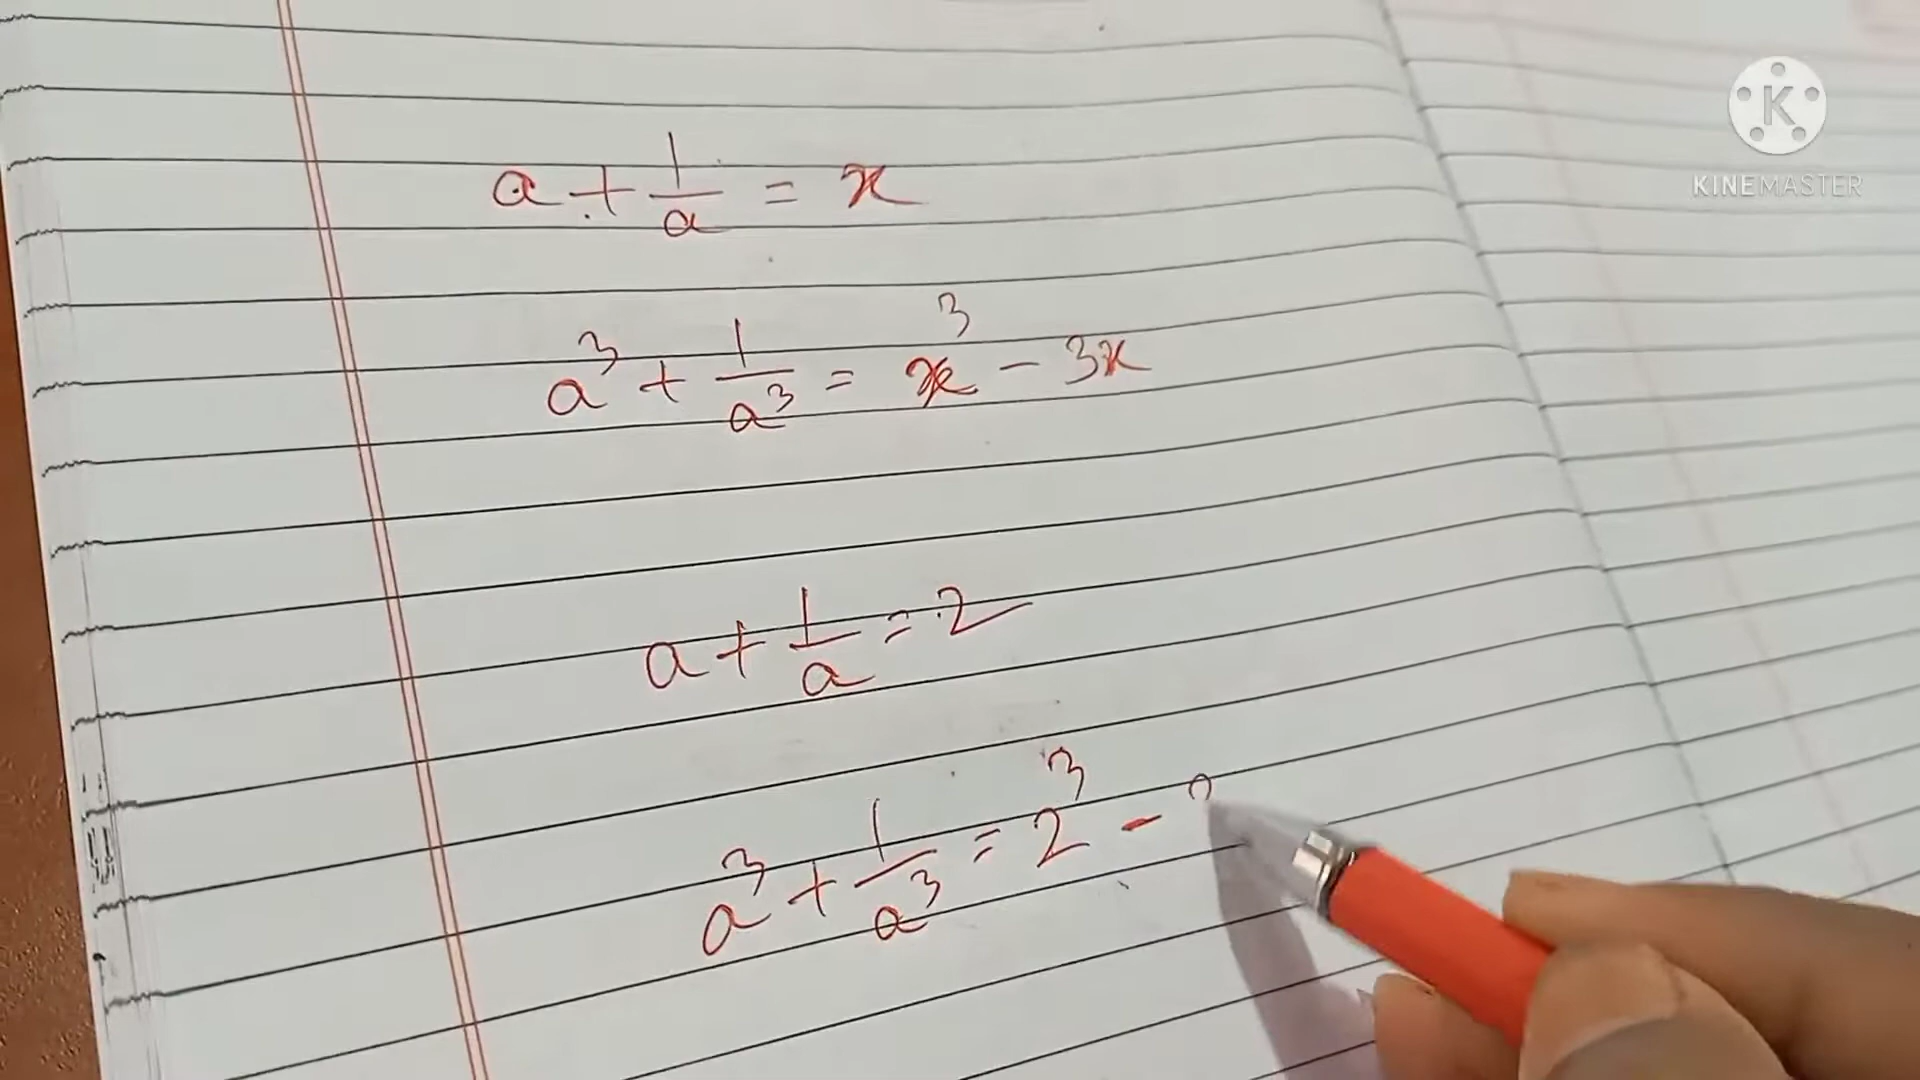 a + 1/a = x
a³ + 1/a³ = x³ - 3x
a + 1/a = 2
a³ + 1/a³ = 2³ -
K
KINEMASTER